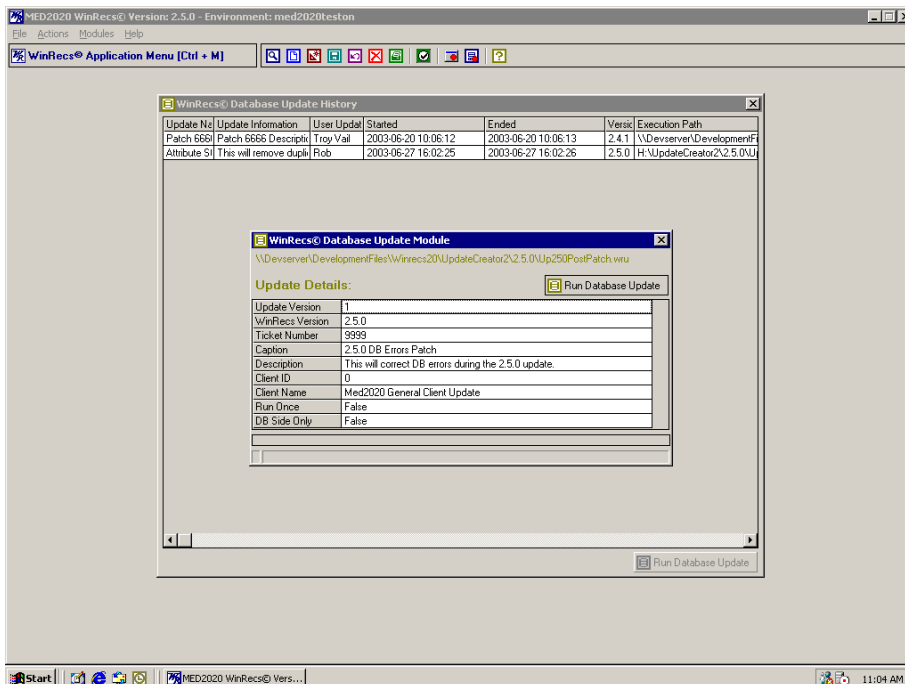 MED2020 WinRecs© Version: 2.5.0 - Environment: med2020teston
File Actions Modules Help
WinRecs© Application Menu [Ctrl + M]
WinRecs© Database Update History
Update Na Update Information User Updat Started Ended Versic Execution Path
Patch 6661 Patch 6666 Descriptic Troy Vail 2003-06-20 10:06:12 2003-06-20 10:06:13 2.4.1 \\Devserver\DevelopmentFi
Attribute SI This will remove dupli Rob 2003-06-27 16:02:25 2003-06-27 16:02:26 2.5.0 H:\UpdateCreator2\2.5.0\U
WinRecs© Database Update Module
\\Devserver\DevelopmentFiles\Winrecs20\UpdateCreator2\2.5.0\Up250PostPatch.wru
Update Details:
Run Database Update
Update Version 1
WinRecs Version 2.5.0
Ticket Number 9999
Caption 2.5.0 DB Errors Patch
Description This will correct DB errors during the 2.5.0 update.
Client ID 0
Client Name Med2020 General Client Update
Run Once False
DB Side Only False
Run Database Update
Start MED2020 WinRecs© Vers... 11:04 AM